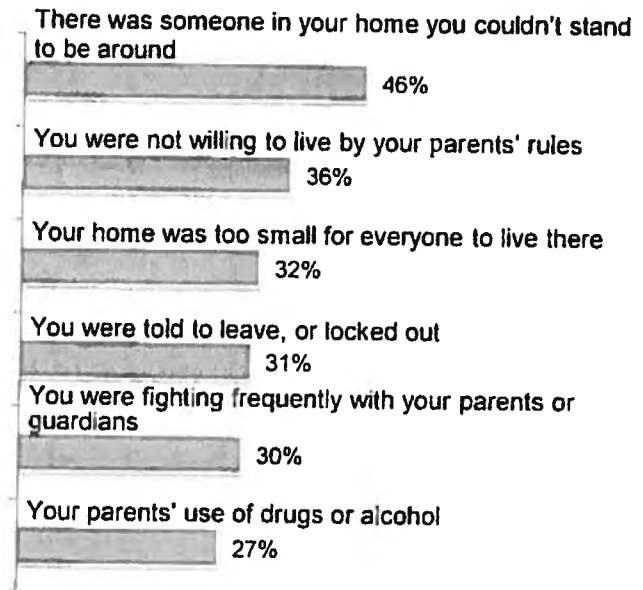 There was someone in your home you couldn't stand
to be around
46%
You were not willing to live by your parents' rules
36%
Your home was too small for everyone to live there
32%
You were told to leave, or locked out
31%
You were fighting frequently with your parents or
guardians
30%
Your parents' use of drugs or alcohol
27%